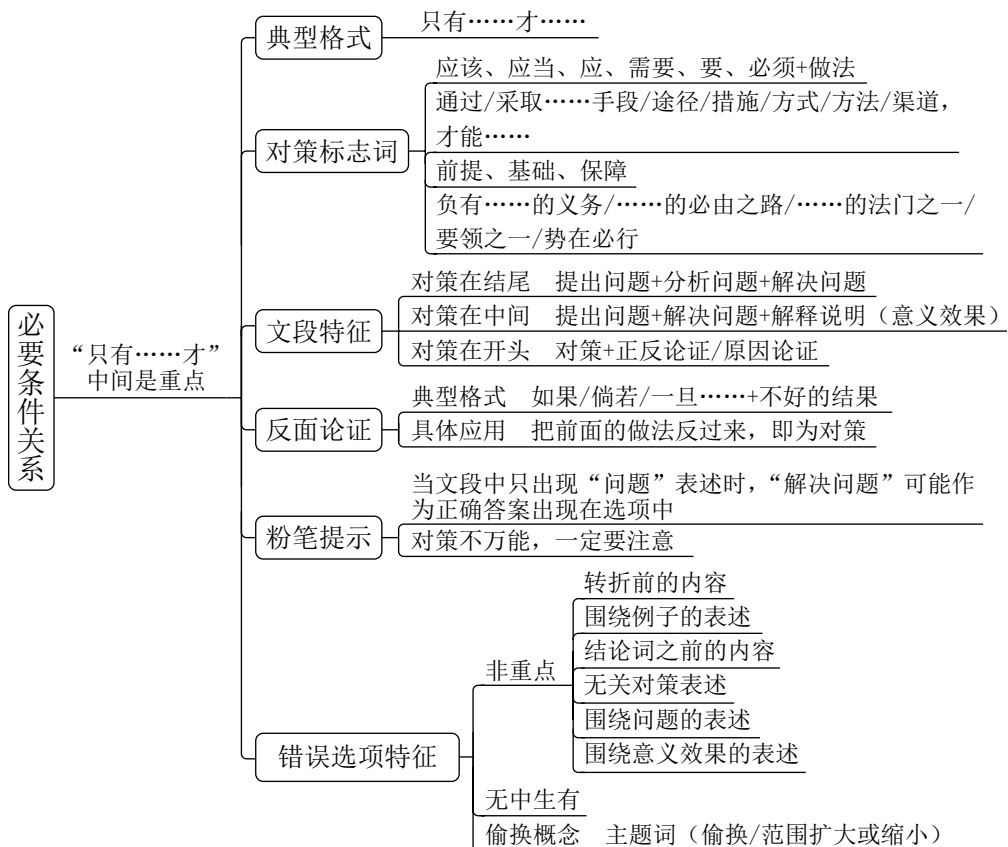 必要条件关系
“只有……才”
中间是重点
典型格式
只有……才……
对策标志词
应该、应当、应、需要、要、必须+做法
通过/采取……手段/途径/措施/方式/方法/渠道，
才能……
前提、基础、保障
负有……的义务/……的必由之路/……的法门之一/
要领之一/势在必行
文段特征
对策在结尾 提出问题+分析问题+解决问题
对策在中间 提出问题+解决问题+解释说明（意义效果）
对策在开头 对策+正反论证/原因论证
反面论证
典型格式 如果/倘若/一旦……+不好的结果
具体应用 把前面的做法反过来，即为对策
粉笔提示
当文段中只出现“问题”表述时，“解决问题”可能作
为正确答案出现在选项中
对策不万能，一定要注意
错误选项特征
非重点
转折前的内容
围绕例子的表述
结论词之前的内容
无关对策表述
围绕问题的表述
围绕意义效果的表述
无中生有
偷换概念 主题词（偷换/范围扩大或缩小）